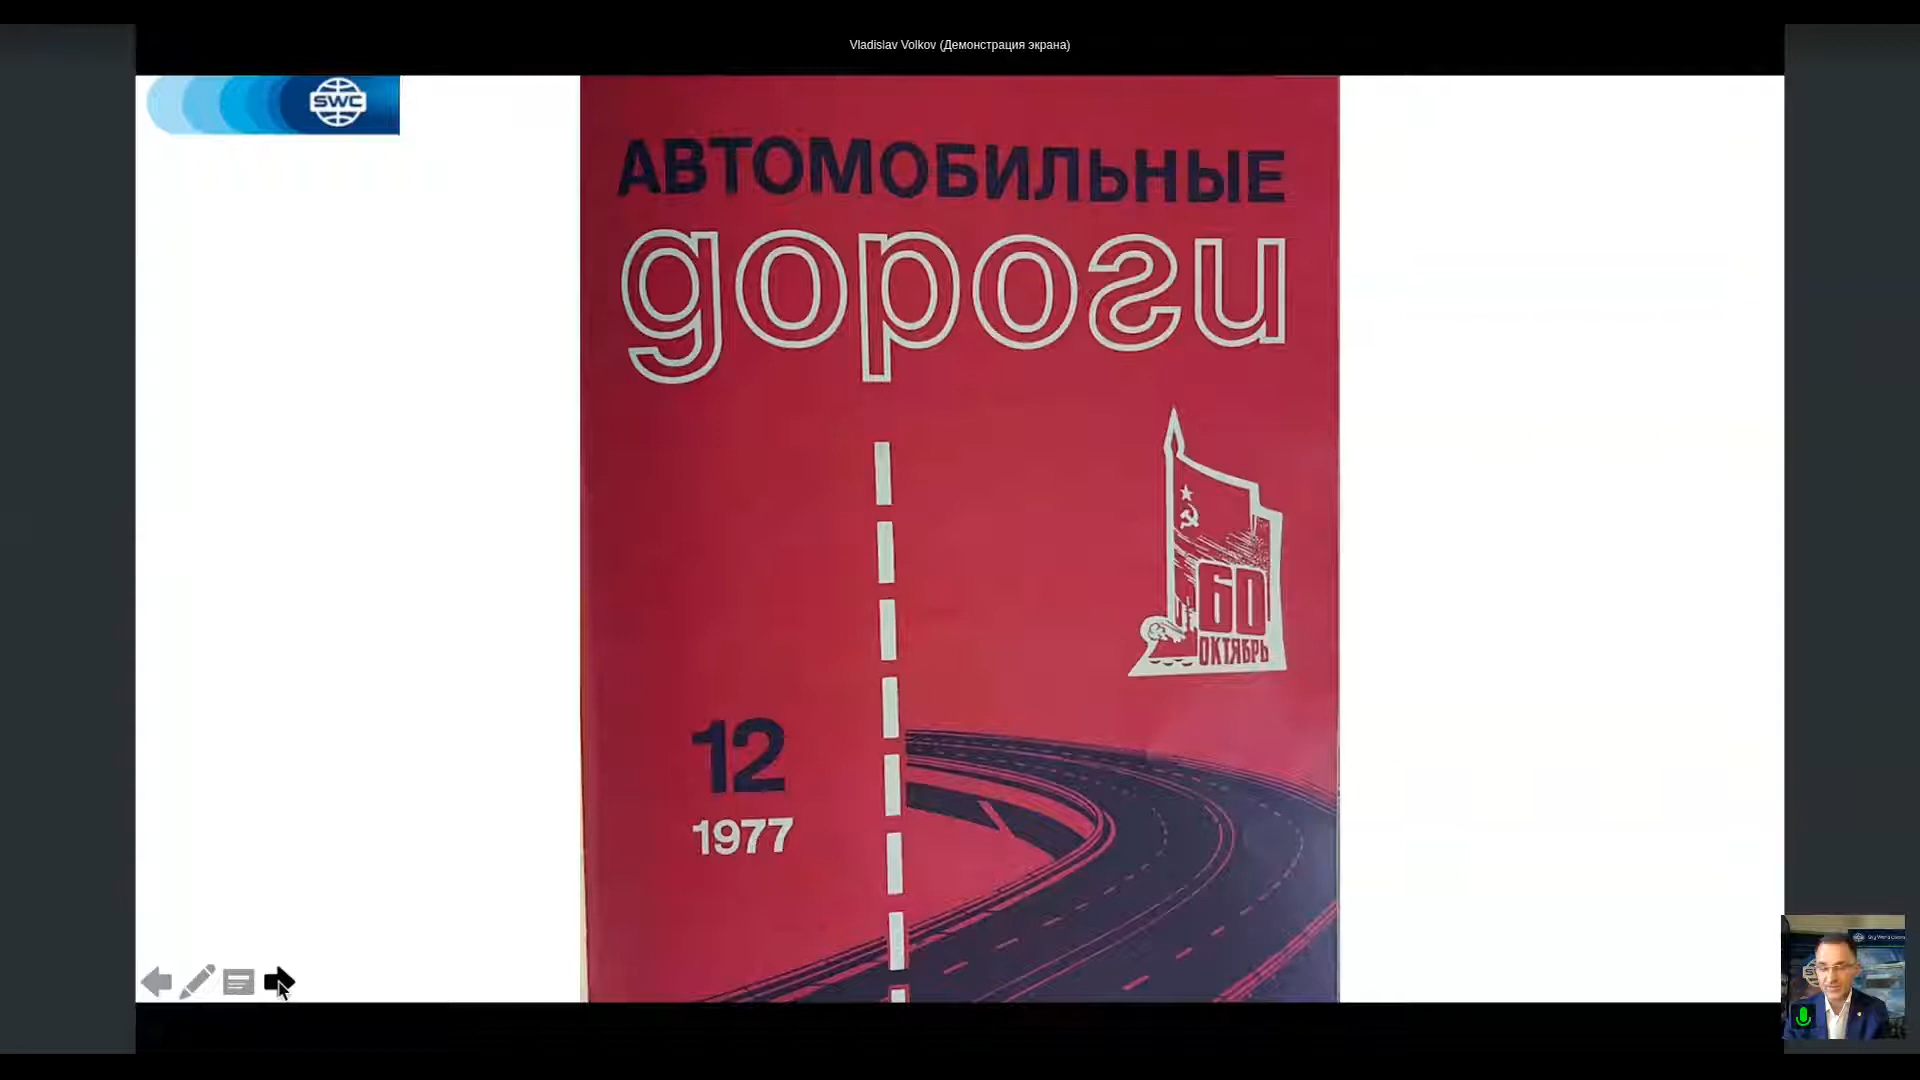 Vladislav Volkov (Демонстрация экрана)
SWC
АВТОМОБИЛЬНЫЕ
дороги
60
ОКТЯБРЬ
12
1977